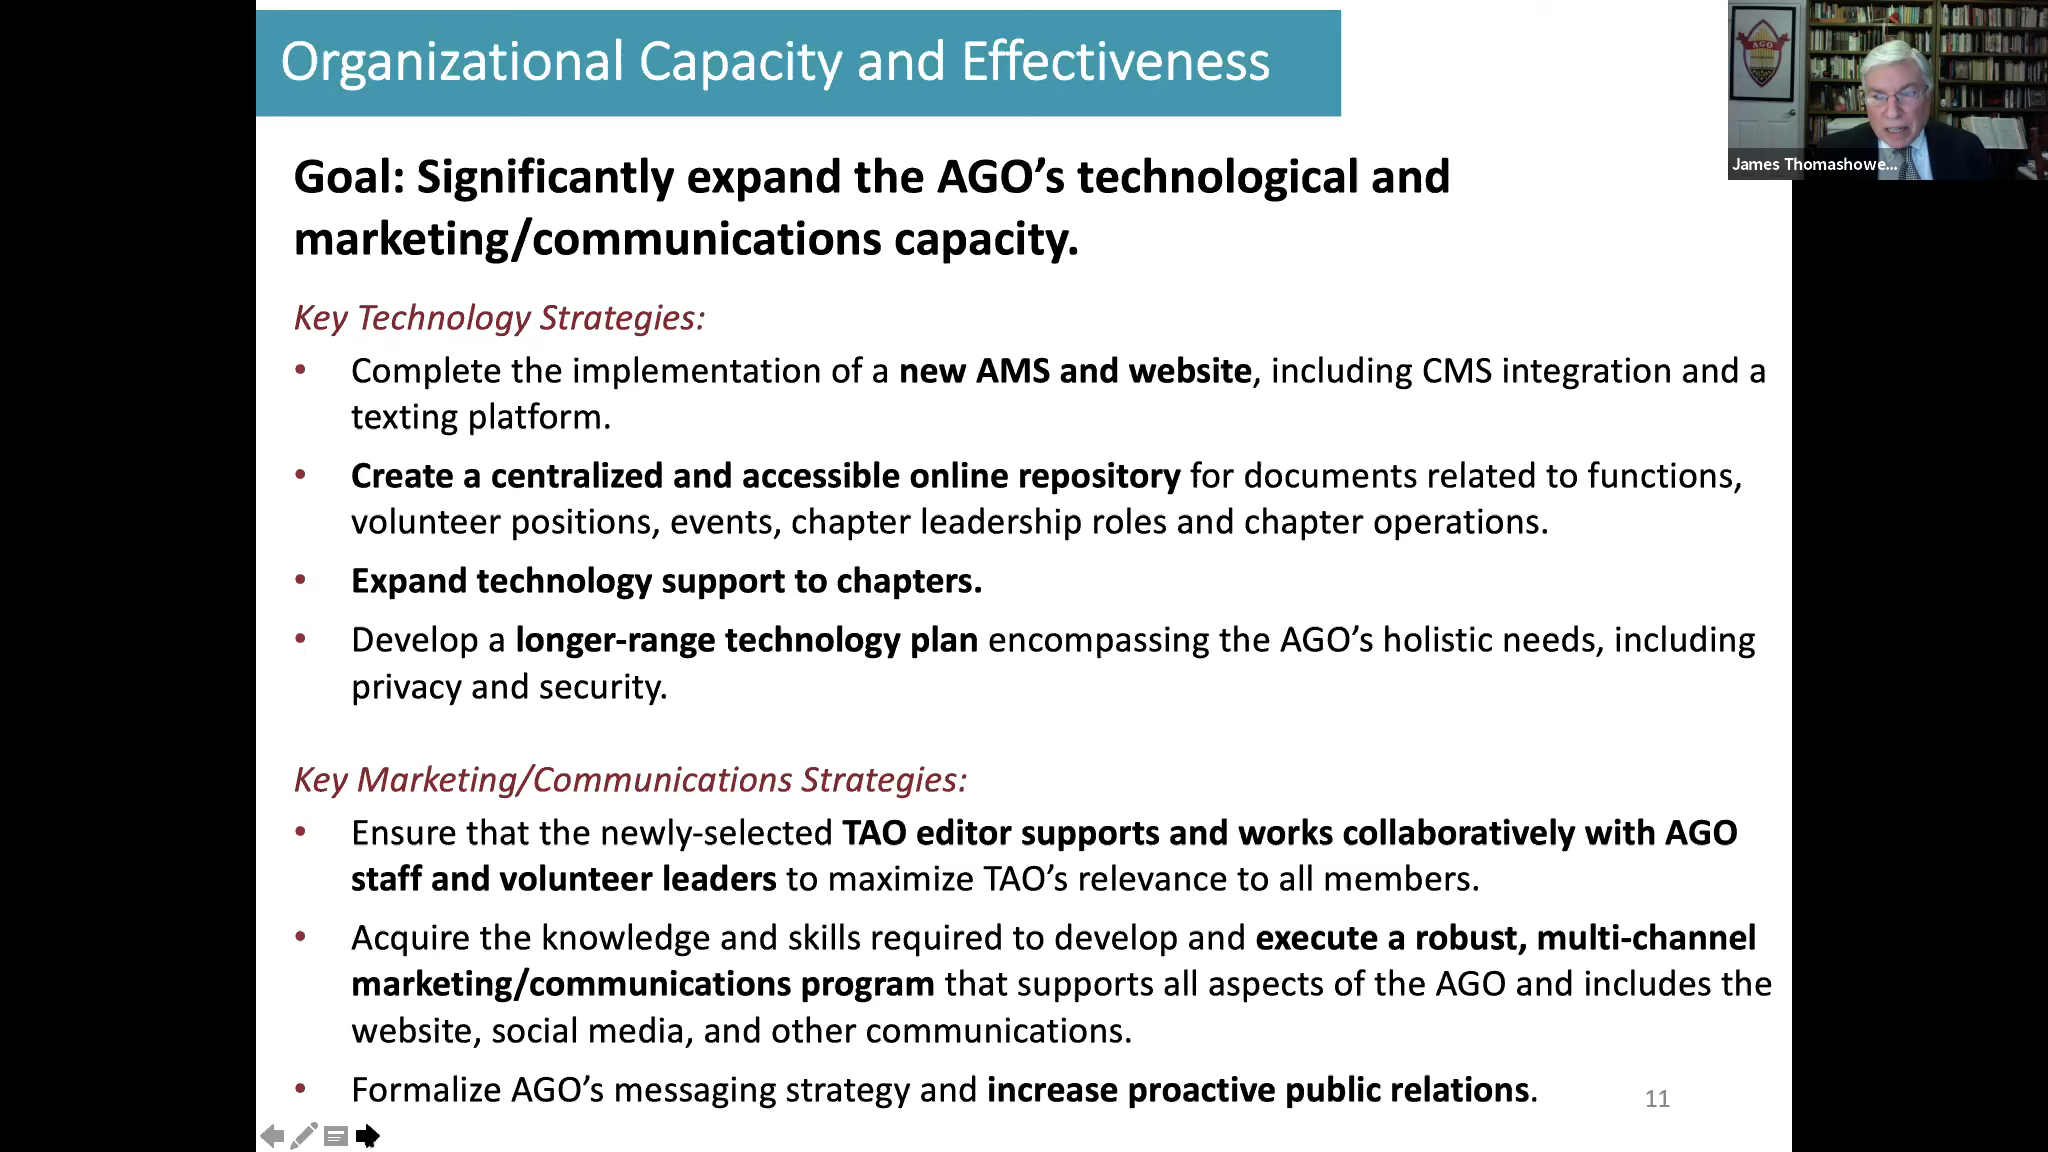 Organizational Capacity and Effectiveness
AGO
James Thomashowe...
Goal: Significantly expand the AGO’s technological and
marketing/communications capacity.
Key Technology Strategies:
• Complete the implementation of a new AMS and website, including CMS integration and a
texting platform.
• Create a centralized and accessible online repository for documents related to functions,
volunteer positions, events, chapter leadership roles and chapter operations.
• Expand technology support to chapters.
• Develop a longer-range technology plan encompassing the AGO’s holistic needs, including
privacy and security.
Key Marketing/Communications Strategies:
• Ensure that the newly-selected TAO editor supports and works collaboratively with AGO
staff and volunteer leaders to maximize TAO’s relevance to all members.
• Acquire the knowledge and skills required to develop and execute a robust, multi-channel
marketing/communications program that supports all aspects of the AGO and includes the
website, social media, and other communications.
• Formalize AGO’s messaging strategy and increase proactive public relations.
11